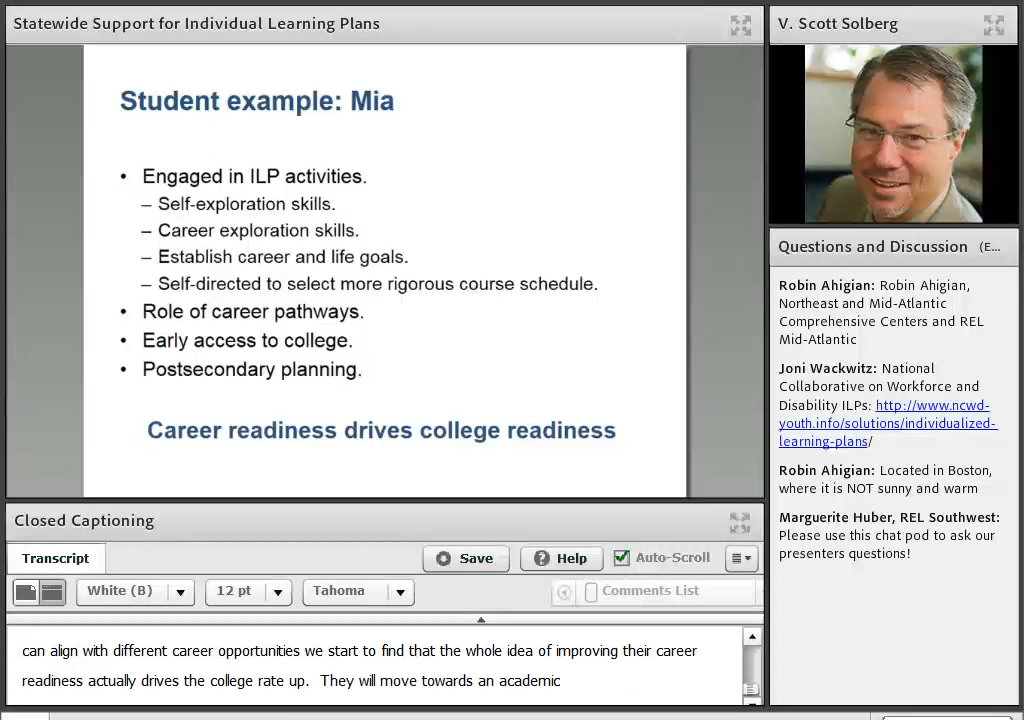 Statewide Support for Individual Learning Plans
Student example: Mia
• Engaged in ILP activities.
– Self-exploration skills.
– Career exploration skills.
– Establish career and life goals.
– Self-directed to select more rigorous course schedule.
• Role of career pathways.
• Early access to college.
• Postsecondary planning.
Career readiness drives college readiness
V. Scott Solberg
Questions and Discussion (E...
Robin Ahigian: Robin Ahigian,
Northeast and Mid-Atlantic
Comprehensive Centers and REL
Mid-Atlantic
Joni Wackwitz: National
Collaborative on Workforce and
Disability ILPs: http://www.ncwd-
youth.info/solutions/individualized-
learning-plans/
Robin Ahigian: Located in Boston,
where it is NOT sunny and warm
Marguerite Huber, REL Southwest:
Please use this chat pod to ask our
presenters questions!
Closed Captioning
Transcript
Save
Help
Auto-Scroll
White (B)
12 pt
Tahoma
Comments List
can align with different career opportunities we start to find that the whole idea of improving their career
readiness actually drives the college rate up.  They will move towards an academic